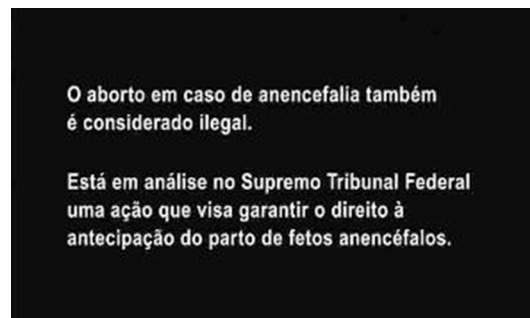 O aborto em caso de anencefalia também
é considerado ilegal.
Está em análise no Supremo Tribunal Federal
uma ação que visa garantir o direito à
antecipação do parto de fetos anencéfalos.